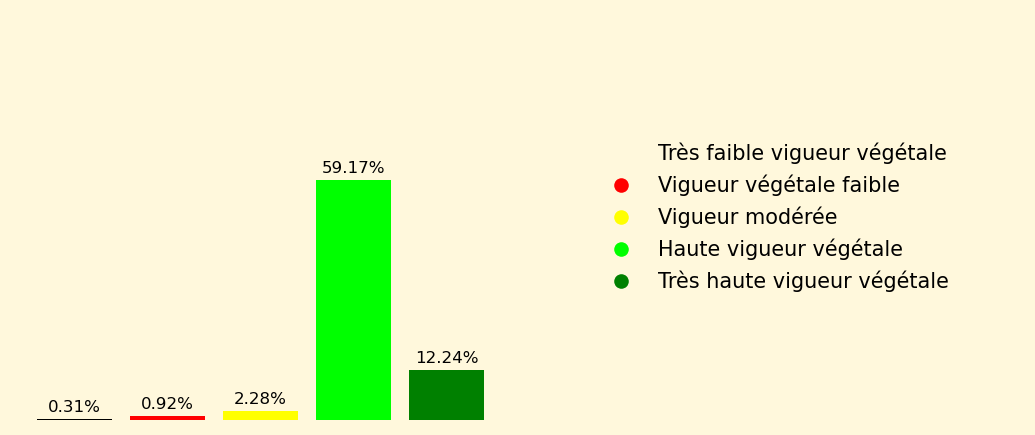 59.17%
12.24%
2.28%
0.92%
0.31%
Très faible vigueur végétale
Vigueur végétale faible
Vigueur modérée
Haute vigueur végétale
Très haute vigueur végétale